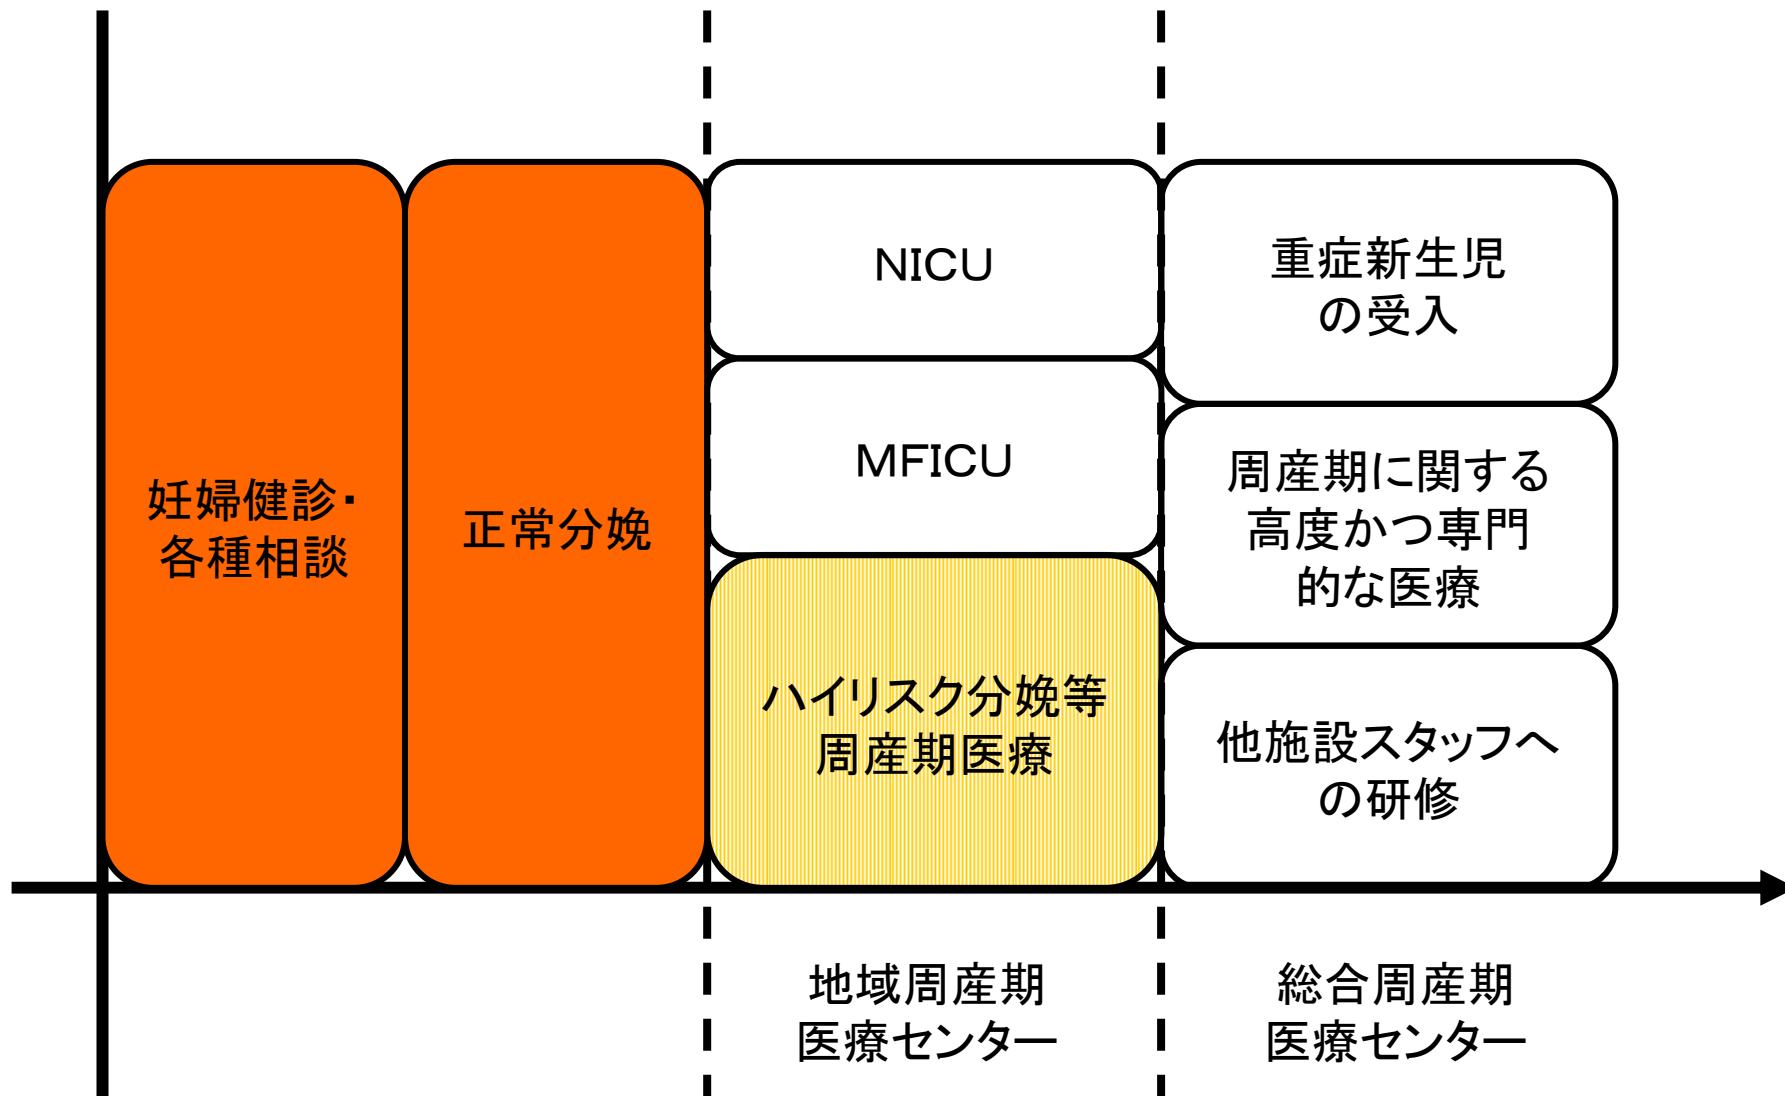 妊婦健診・
各種相談
正常分娩
NICU
MFICU
ハイリスク分娩等
周産期医療
重症新生児
の受入
周産期に関する
高度かつ専門
的な医療
他施設スタッフへ
の研修
地域周産期
医療センター
総合周産期
医療センター